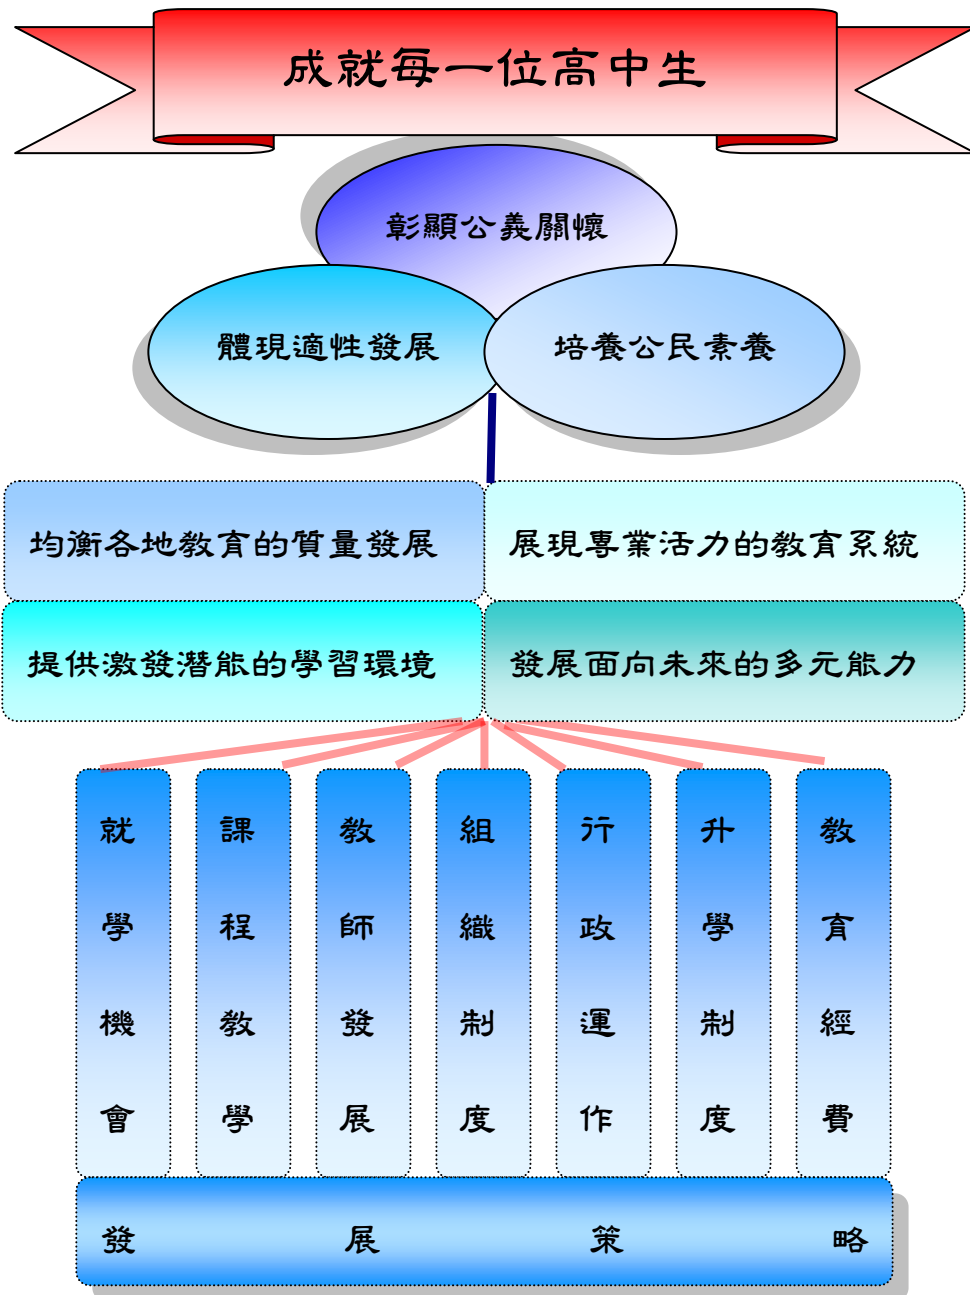 成就每一位高中生
彰顯公義關懷
體現適性發展
培養公民素養
均衡各地教育的質量發展
展現專業活力的教育系統
提供激發潛能的學習環境
發展面向未來的多元能力
就學機會
課程教學
教師發展
組織制度
行政運作
升學制度
教育經費
發展策略